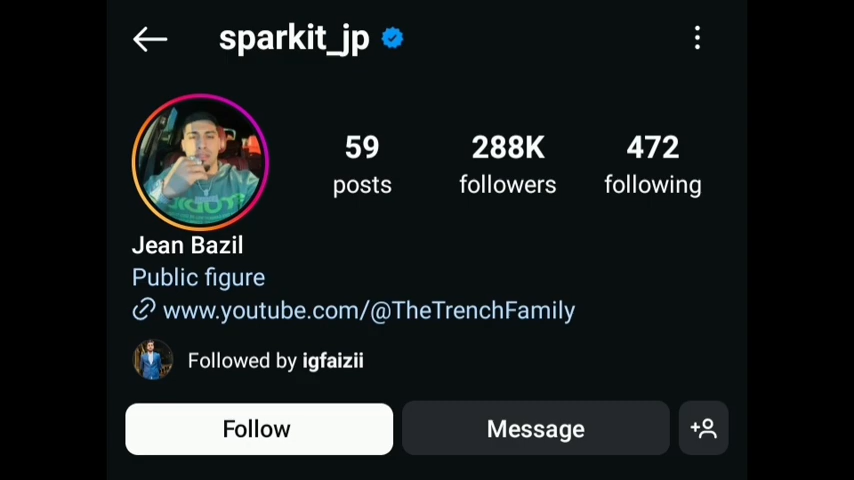 sparkit_jp
59 288K 472
posts followers following
Jean Bazil
Public figure
www.youtube.com/@TheTrenchFamily
Followed by igfaizii
Follow Message